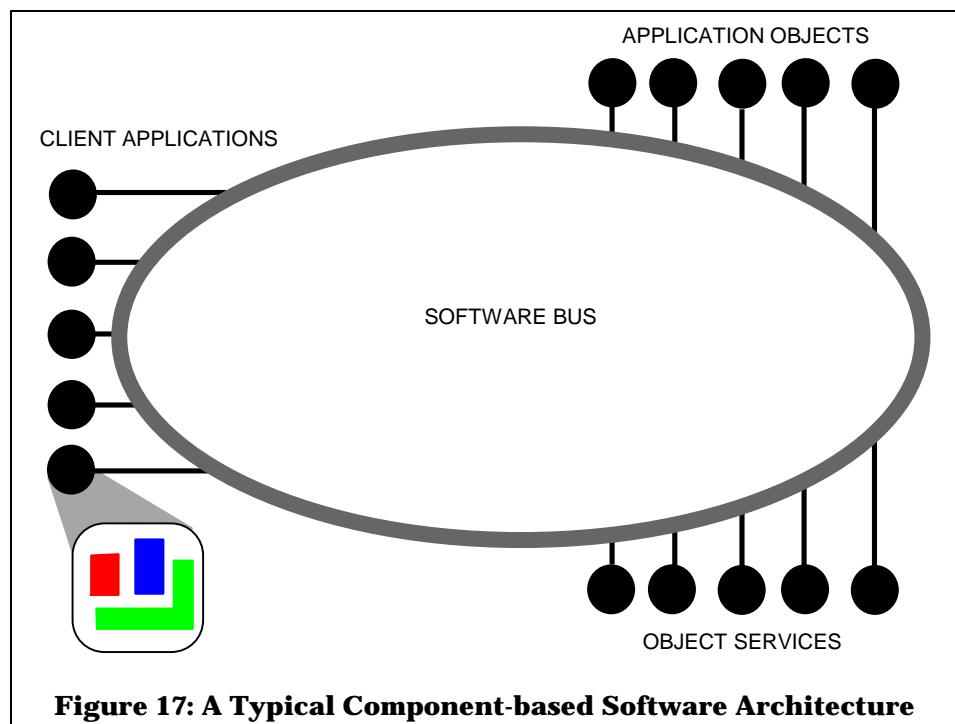 APPLICATION OBJECTS
CLIENT APPLICATIONS
SOFTWARE BUS
OBJECT SERVICES
Figure 17: A Typical Component-based Software Architecture